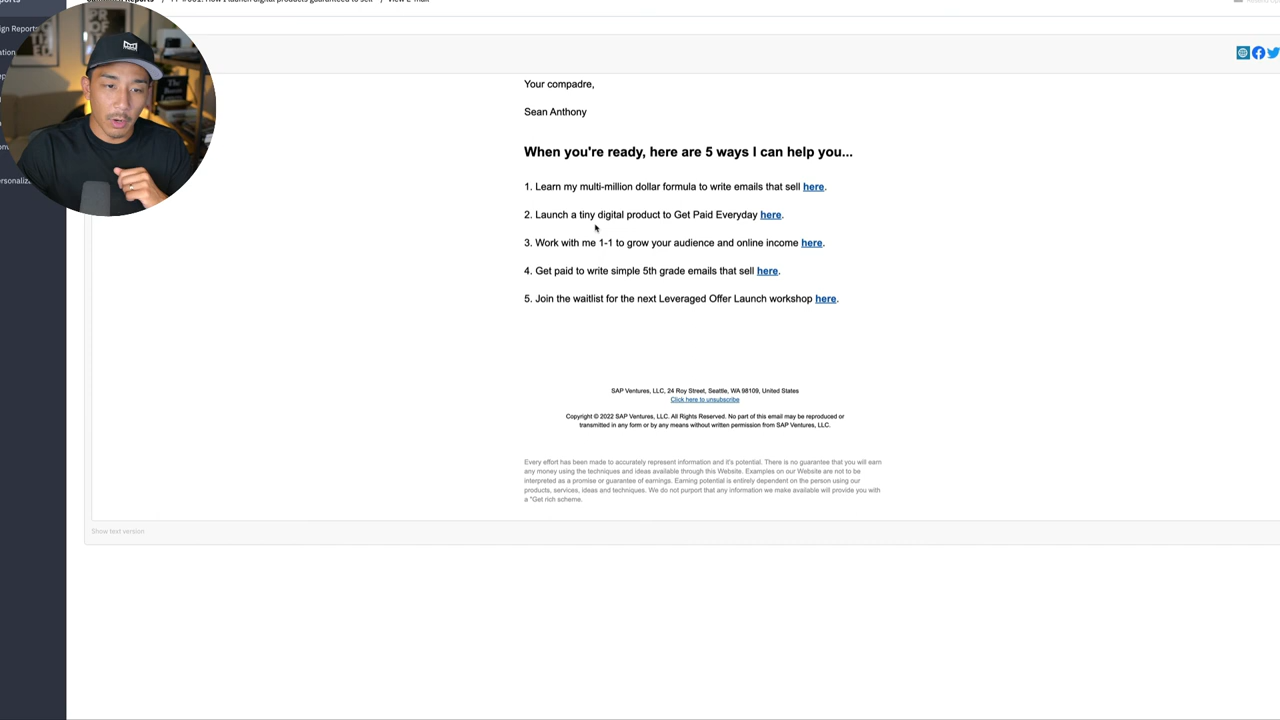 ign Reports
View E-mail
Your compadre,
Sean Anthony
When you're ready, here are 5 ways I can help you...
1. Learn my multi-million dollar formula to write emails that sell here.
2. Launch a tiny digital product to Get Paid Everyday here.
3. Work with me 1-1 to grow your audience and online income here.
4. Get paid to write simple 5th grade emails that sell here.
5. Join the waitlist for the next Leveraged Offer Launch workshop here.
SAP Ventures, LLC, 24 Roy Street, Seattle, WA 98109, United States
Click here to unsubscribe
Copyright © 2022 SAP Ventures, LLC. All Rights Reserved. No part of this email may be reproduced or
transmitted in any form or by any means without written permission from SAP Ventures, LLC.
Every effort has been made to accurately represent information and it's potential. There is no guarantee that you will earn
any money using the techniques and ideas available through this Website. Examples on our Website are not to be
interpreted as a promise or guarantee of earnings. Earning potential is entirely dependent on the person using our
products, services, ideas and techniques. We do not purport that any information we make available will provide you with
a "Get rich scheme.
Show text version